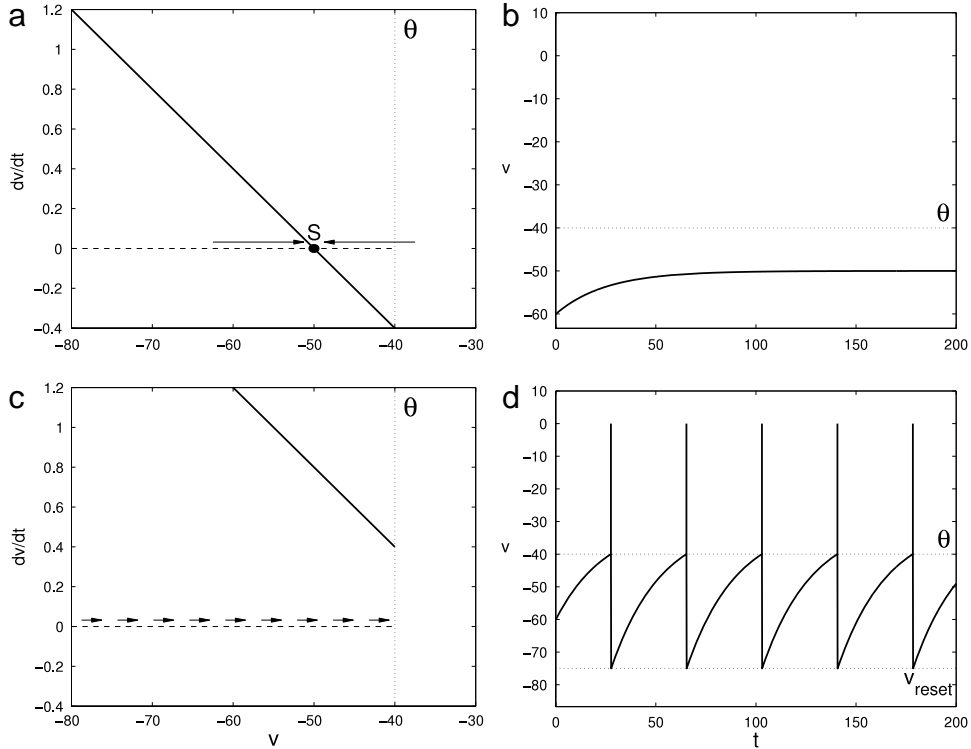 a
θ
1.2
1
0.8
0.6
0.4
0.2
0
−0.2
−0.4
dv/dt
S
−80 −70 −60 −50 −40 −30
b
10
0
−10
−20
−30
−40
−50
−60
v
θ
0 50 100 150 200
c
θ
1.2
1
0.8
0.6
0.4
0.2
0
−0.2
−0.4
dv/dt
−80 −70 −60 −50 −40 −30
v
d
10
0
−10
−20
−30
−40
−50
−60
−70
−80
v
θ
v reset
0 50 100 150 200
t